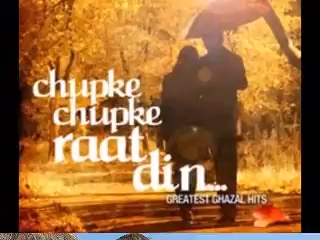 chupke
chupke
raat
din...
GREATEST GHAZAL HITS